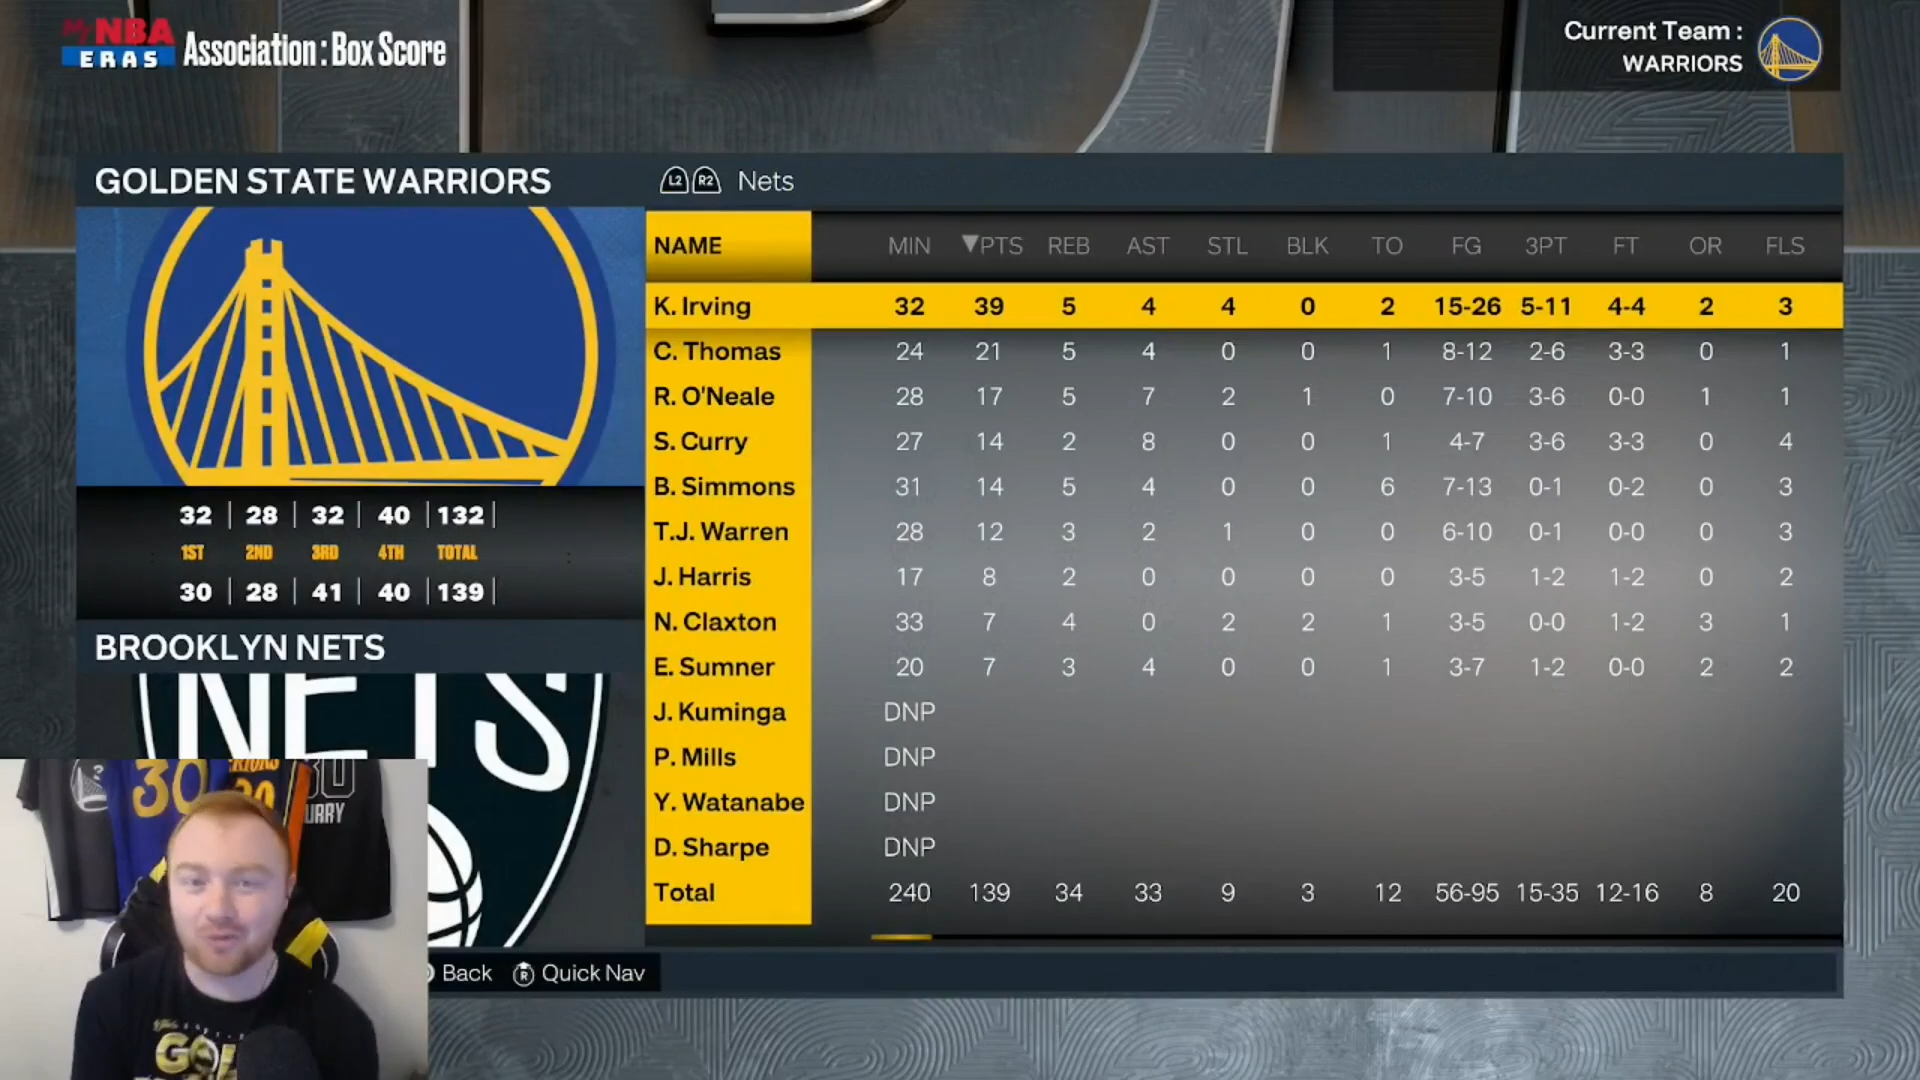 MyNBA ERAS Association : Box Score
Current Team :
WARRIORS
GOLDEN STATE WARRIORS
L2 R2 Nets
NAME MIN ▼PTS REB AST STL BLK TO FG 3PT FT OR FLS
K. Irving 32 39 5 4 4 0 2 15-26 5-11 4-4 2 3
C. Thomas 24 21 5 4 0 0 1 8-12 2-6 3-3 0 1
R. O'Neale 28 17 5 7 2 1 0 7-10 3-6 0-0 1 1
S. Curry 27 14 2 8 0 0 1 4-7 3-6 3-3 0 4
B. Simmons 31 14 5 4 0 0 6 7-13 0-1 0-2 0 3
T.J. Warren 28 12 3 2 1 0 0 6-10 0-1 0-0 0 3
J. Harris 17 8 2 0 0 0 0 3-5 1-2 1-2 0 2
N. Claxton 33 7 4 0 2 2 1 3-5 0-0 1-2 3 1
E. Sumner 20 7 3 4 0 0 1 3-7 1-2 0-0 2 2
J. Kuminga DNP
P. Mills DNP
Y. Watanabe DNP
D. Sharpe DNP
Total 240 139 34 33 9 3 12 56-95 15-35 12-16 8 20
32 | 28 | 32 | 40 | 132 |
1ST 2ND 3RD 4TH TOTAL
30 | 28 | 41 | 40 | 139 |
BROOKLYN NETS
NETS
30
Back R Quick Nav